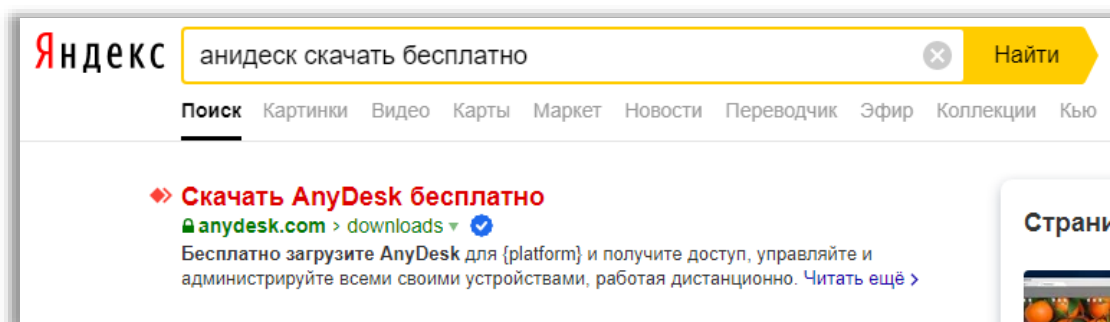 Яндекс
анидеск скачать бесплатно
Найти
Поиск Картинки Видео Карты Маркет Новости Переводчик Эфир Коллекции Кью
Скачать AnyDesk бесплатно
anydesk.com › downloads
Бесплатно загрузите AnyDesk для {platform} и получите доступ, управляйте и
администрируйте всеми своими устройствами, работая дистанционно. Читать ещё ›
Страни